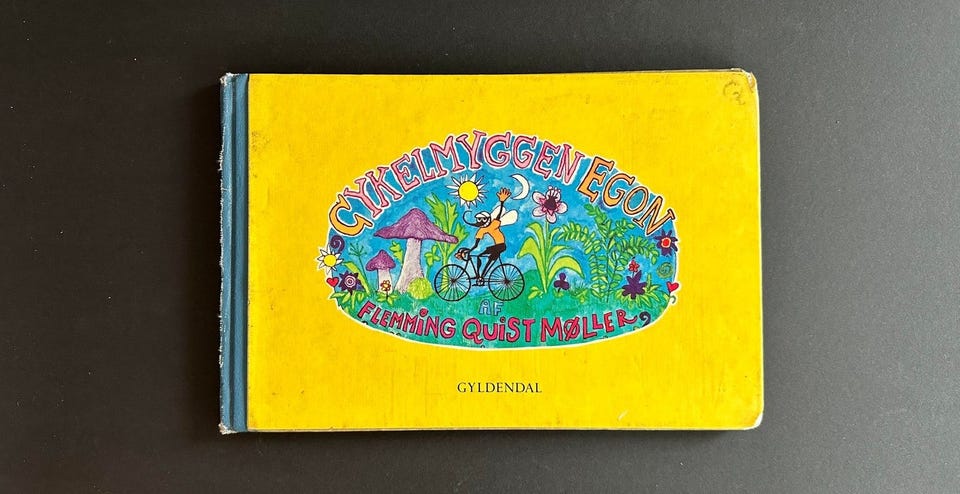 CYKELMYGGEN EGON
AF
FLEMMING QUIST MØLLER
GYLDENDAL